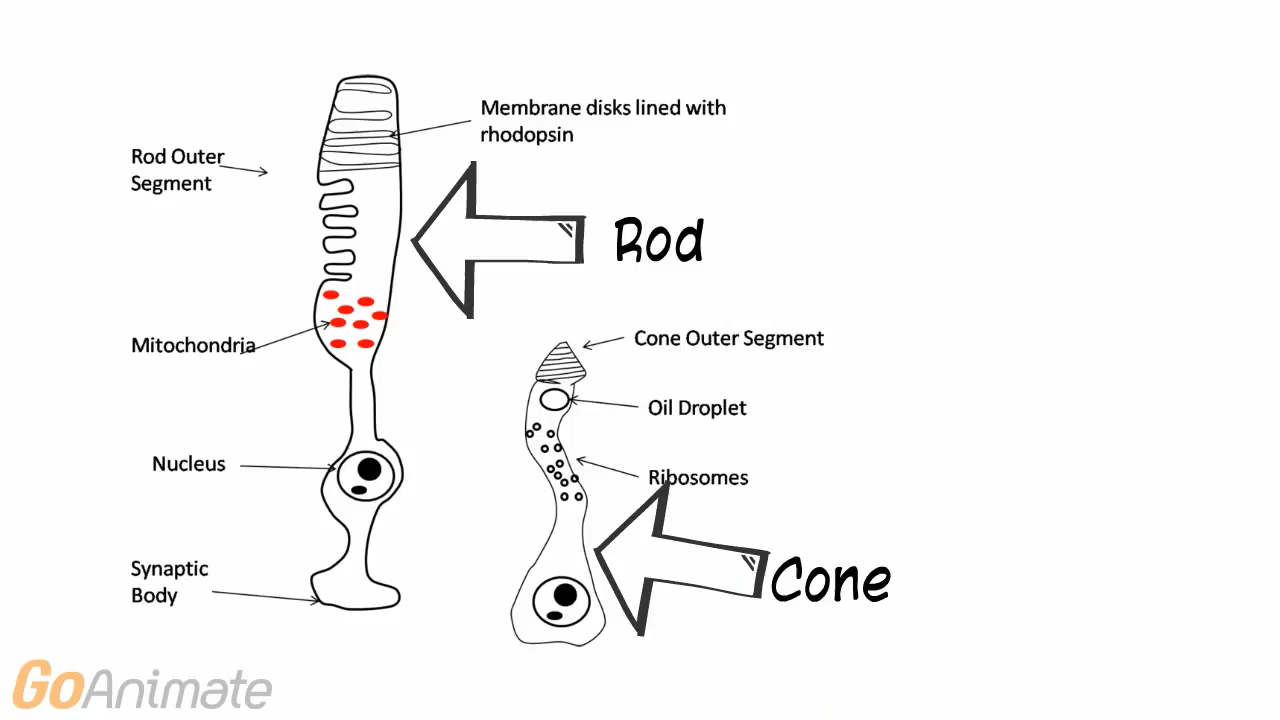 Membrane disks lined with
rhodopsin
Rod Outer
Segment
Rod
Mitochondria
Cone Outer Segment
Oil Droplet
Nucleus
Ribosomes
Synaptic
Body
Cone
GoAnimate